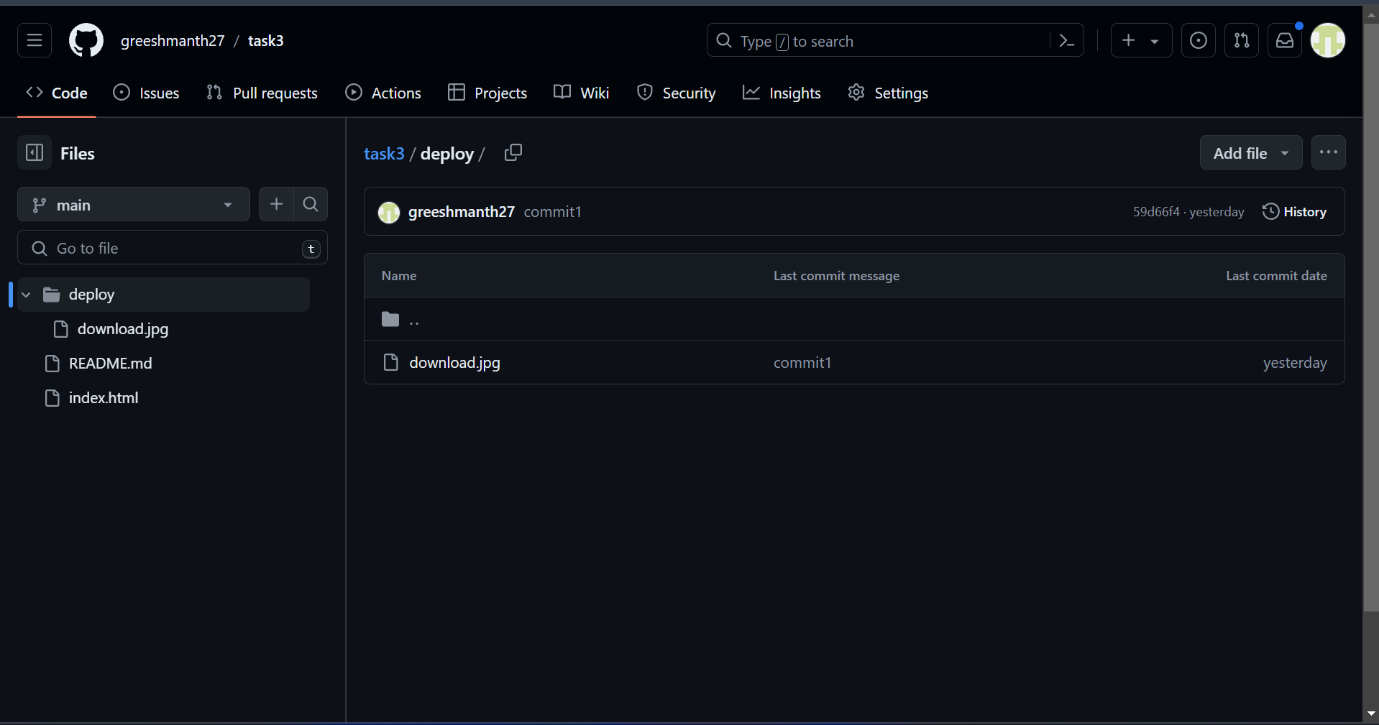 greeshmanth27 / task3
Type / to search
Code Issues Pull requests Actions Projects Wiki Security Insights Settings
Files
task3 / deploy /
Add file
main
greeshmanth27 commit1
59d66f4 · yesterday
History
Go to file
t
Name Last commit message Last commit date
deploy
..
download.jpg
download.jpg commit1 yesterday
README.md
index.html